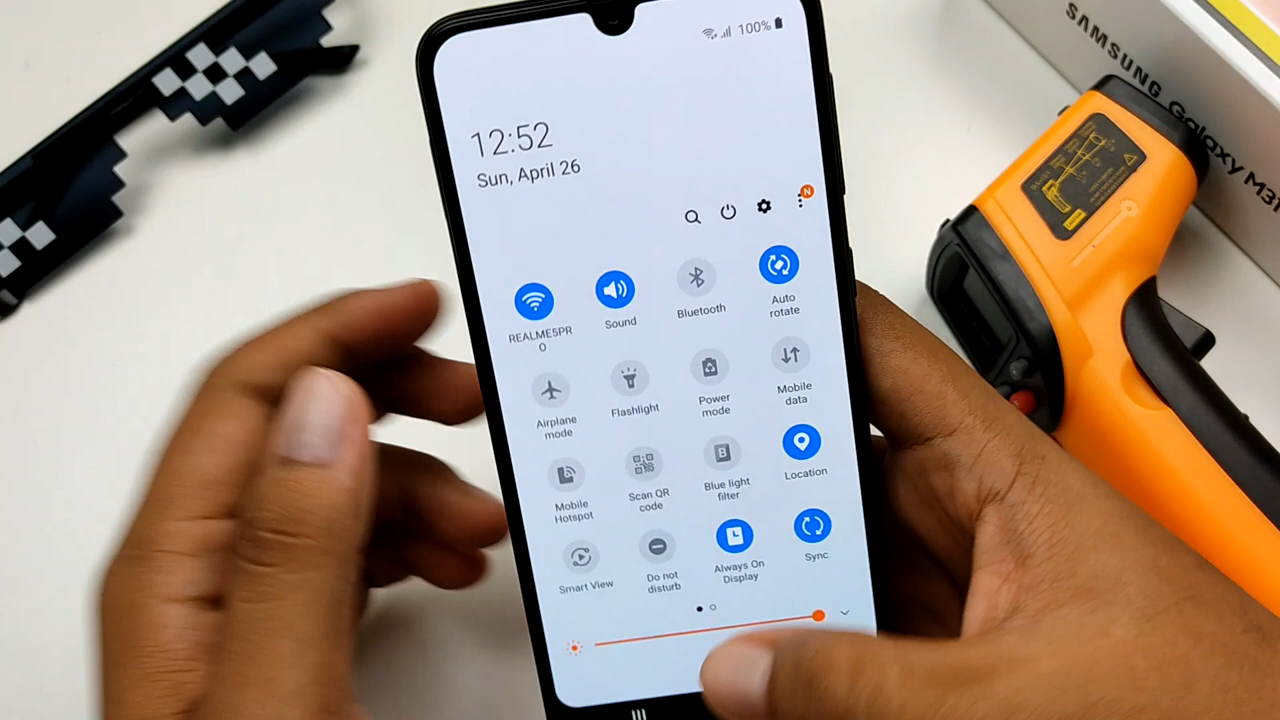 100%
SAMSUNG Galaxy M31
12:52
Sun, April 26
N
REALME5PR
O
Sound
Bluetooth
Auto
rotate
Airplane
mode
Flashlight
Power
mode
Mobile
data
Mobile
Hotspot
Scan QR
code
B
Blue light
filter
Location
Smart View
Do not
disturb
Always On
Display
Sync